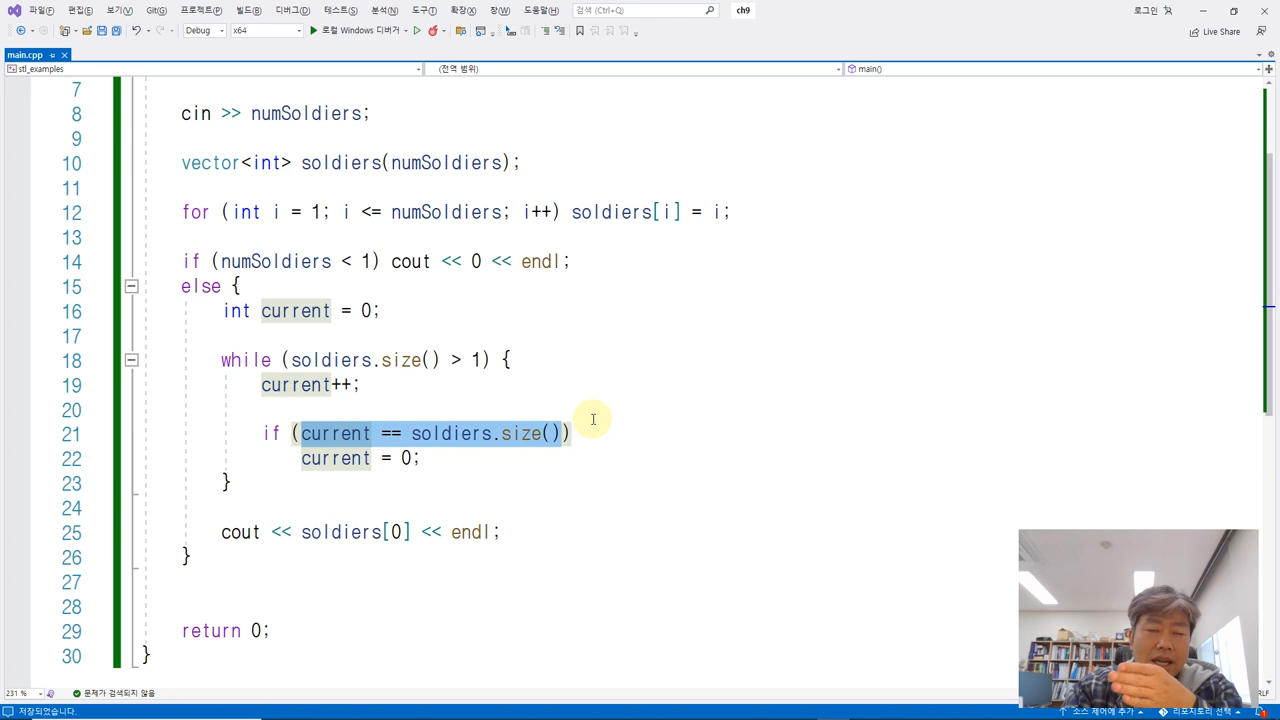 파일(F) 편집(E) 보기(V) Git(G) 프로젝트(P) 빌드(B) 디버그(D) 테스트(S) 분석(N) 도구(T) 확장(X) 창(W) 도움말(H) 검색 (Ctrl+Q) ch9 로그인
Debug x64 로컬 Windows 디버거 Live Share
main.cpp
stl_examples (전역 범위) main()
7
8 cin >> numSoldiers;
9
10 vector<int> soldiers(numSoldiers);
11
12 for (int i = 1; i <= numSoldiers; i++) soldiers[i] = i;
13
14 if (numSoldiers < 1) cout << 0 << endl;
15 else {
16 int current = 0;
17
18 while (soldiers.size() > 1) {
19 current++;
20
21 if (current == soldiers.size())
22 current = 0;
23 }
24
25 cout << soldiers[0] << endl;
26 }
27
28
29 return 0;
30 }
231 % 문제가 검색되지 않음 RLF
저장되었습니다. 소스 제어에 추가 리포지토리 선택 1